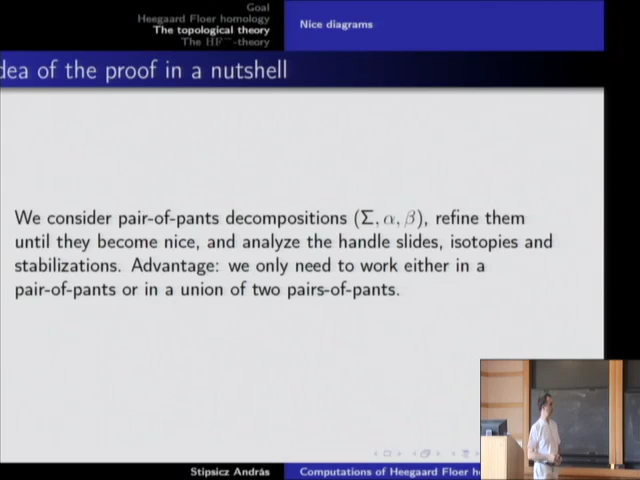 Goal
Heegaard Floer homology
The topological theory
The HF⁻-theory
Nice diagrams
dea of the proof in a nutshell
We consider pair-of-pants decompositions (Σ, α, β), refine them
until they become nice, and analyze the handle slides, isotopies and
stabilizations. Advantage: we only need to work either in a
pair-of-pants or in a union of two pairs-of-pants.
Stipsicz András
Computations of Heegaard Floer h